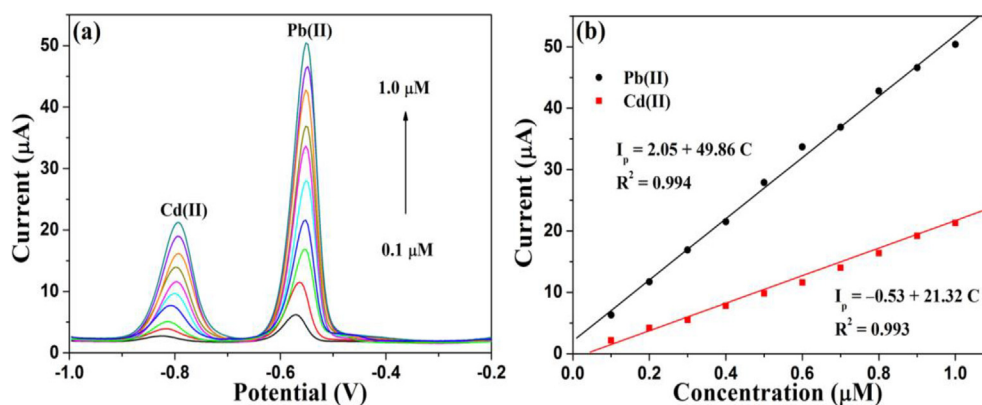 (a)
Pb(II)
1.0 μM
Cd(II)
0.1 μM
50
40
30
20
10
0
Current (μA)
-1.0
-0.8
-0.6
-0.4
-0.2
Potential (V)
(b)
Pb(II)
Cd(II)
I_p = 2.05 + 49.86 C
R² = 0.994
I_p = –0.53 + 21.32 C
R² = 0.993
50
40
30
20
10
0
Current (μA)
0.0
0.2
0.4
0.6
0.8
1.0
Concentration (μM)